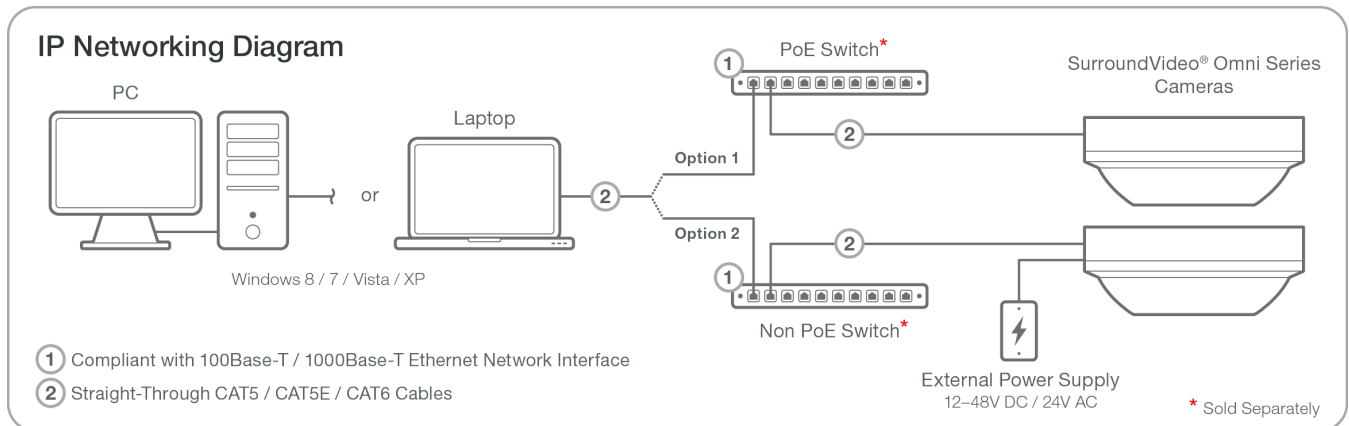 IP Networking Diagram
PC
Laptop
or
Windows 8 / 7 / Vista / XP
Option 1
Option 2
1
PoE Switch*
2
2
SurroundVideo® Omni Series
Cameras
2
1
Non PoE Switch*
External Power Supply
12–48V DC / 24V AC
1 Compliant with 100Base-T / 1000Base-T Ethernet Network Interface
2 Straight-Through CAT5 / CAT5E / CAT6 Cables
* Sold Separately